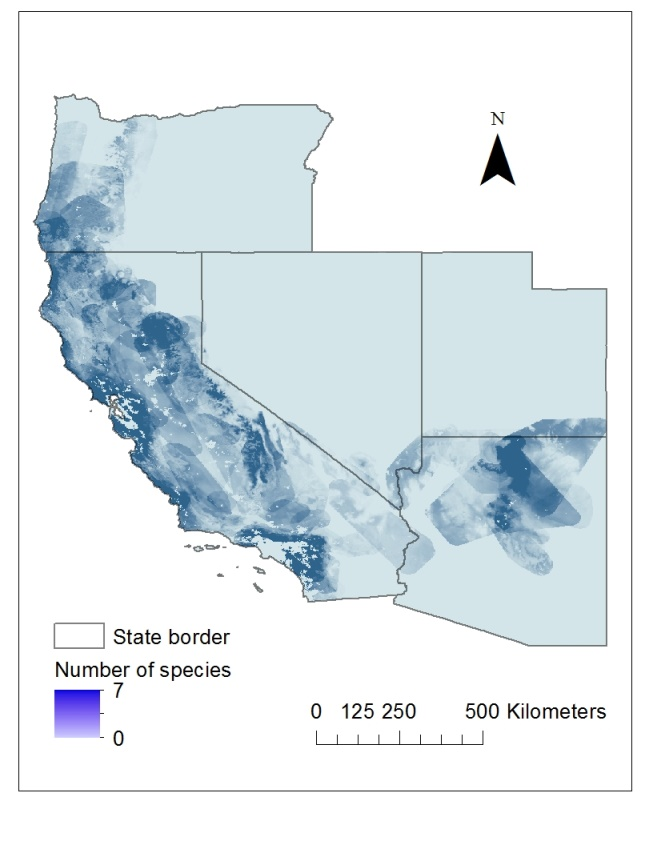 N
State border
Number of species
7
0
0 125 250 500 Kilometers